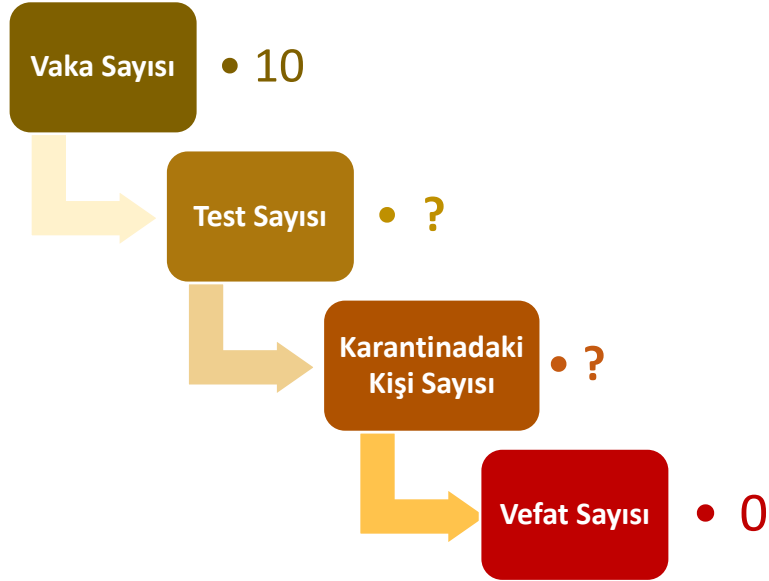 Vaka Sayısı
• 10
Test Sayısı
• ?
Karantinadaki
Kişi Sayısı
• ?
Vefat Sayısı
• 0